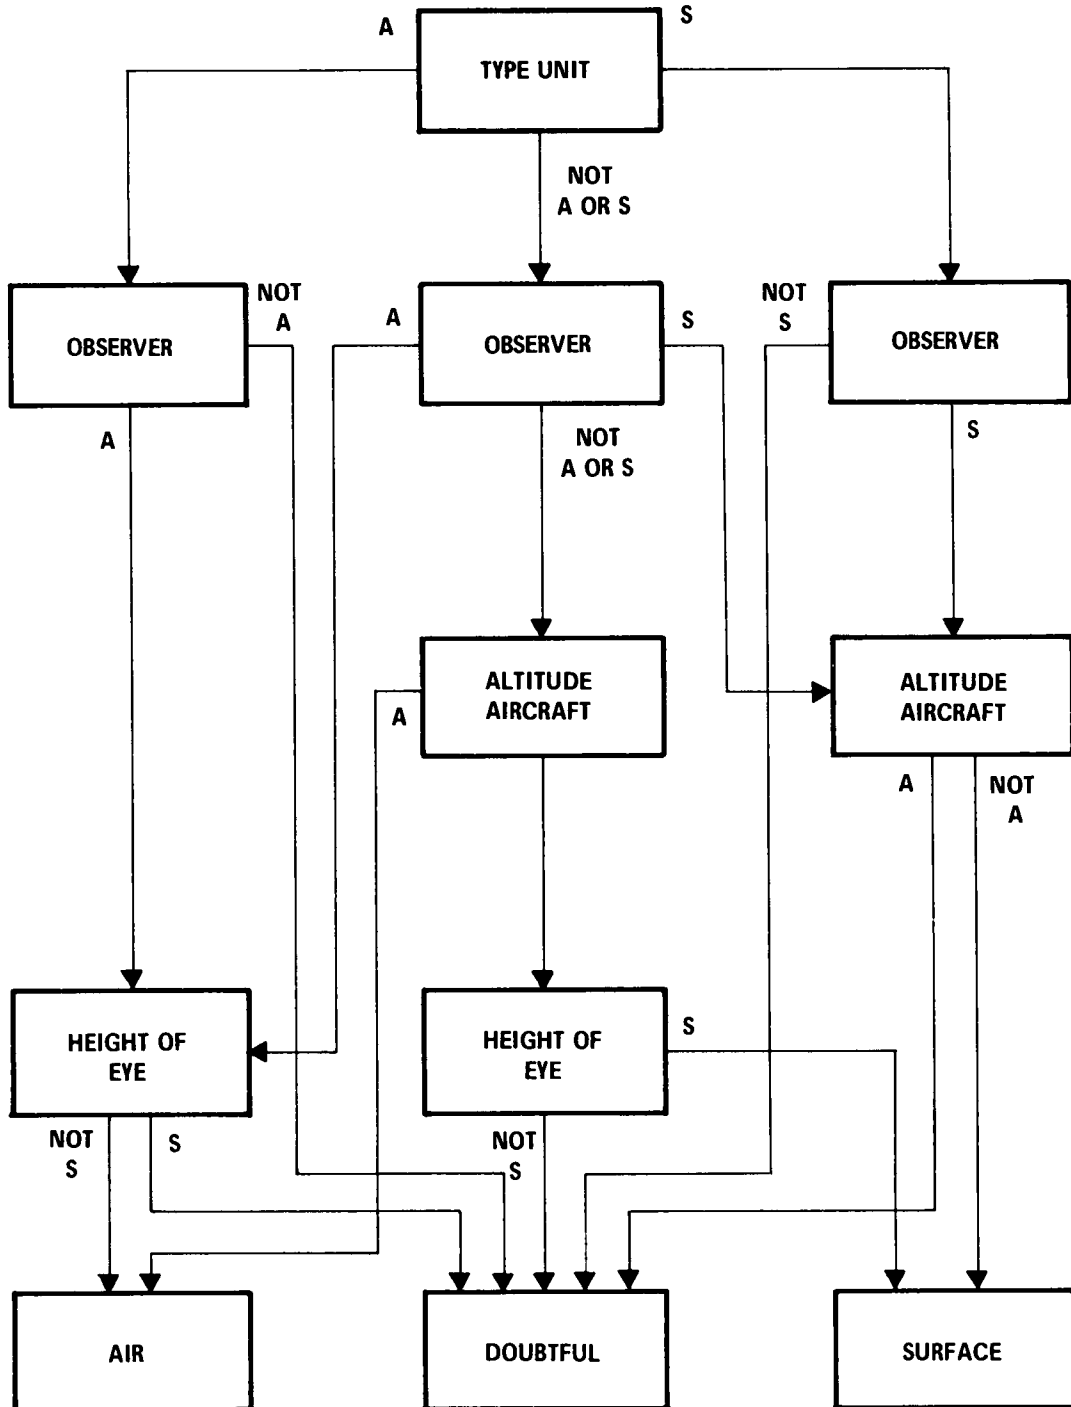 A
S
TYPE UNIT
NOT
A OR S
OBSERVER
NOT
A
A
OBSERVER
S
NOT
S
OBSERVER
A
NOT
A OR S
S
ALTITUDE
AIRCRAFT
A
ALTITUDE
AIRCRAFT
A
NOT
A
HEIGHT OF
EYE
HEIGHT OF
EYE
S
NOT
S
S
NOT
S
AIR
DOUBTFUL
SURFACE